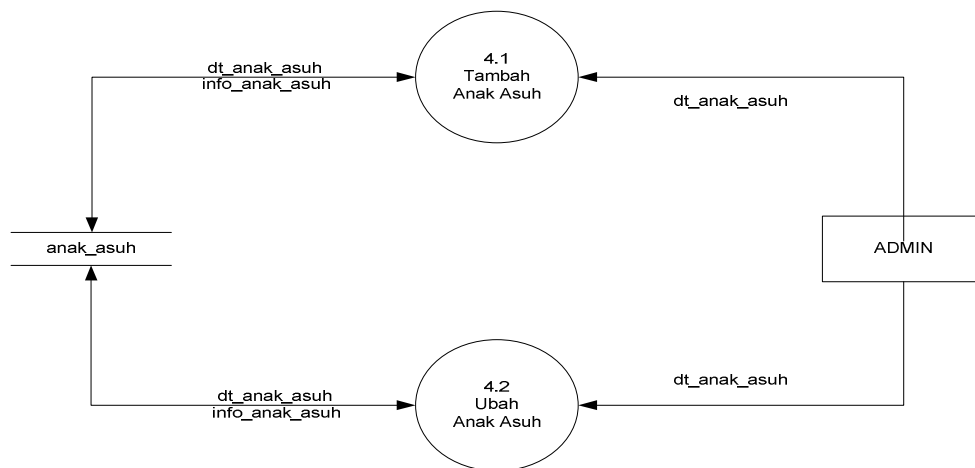 dt_anak_asuh
info_anak_asuh
4.1
Tambah
Anak Asuh
dt_anak_asuh
anak_asuh
ADMIN
dt_anak_asuh
info_anak_asuh
4.2
Ubah
Anak Asuh
dt_anak_asuh